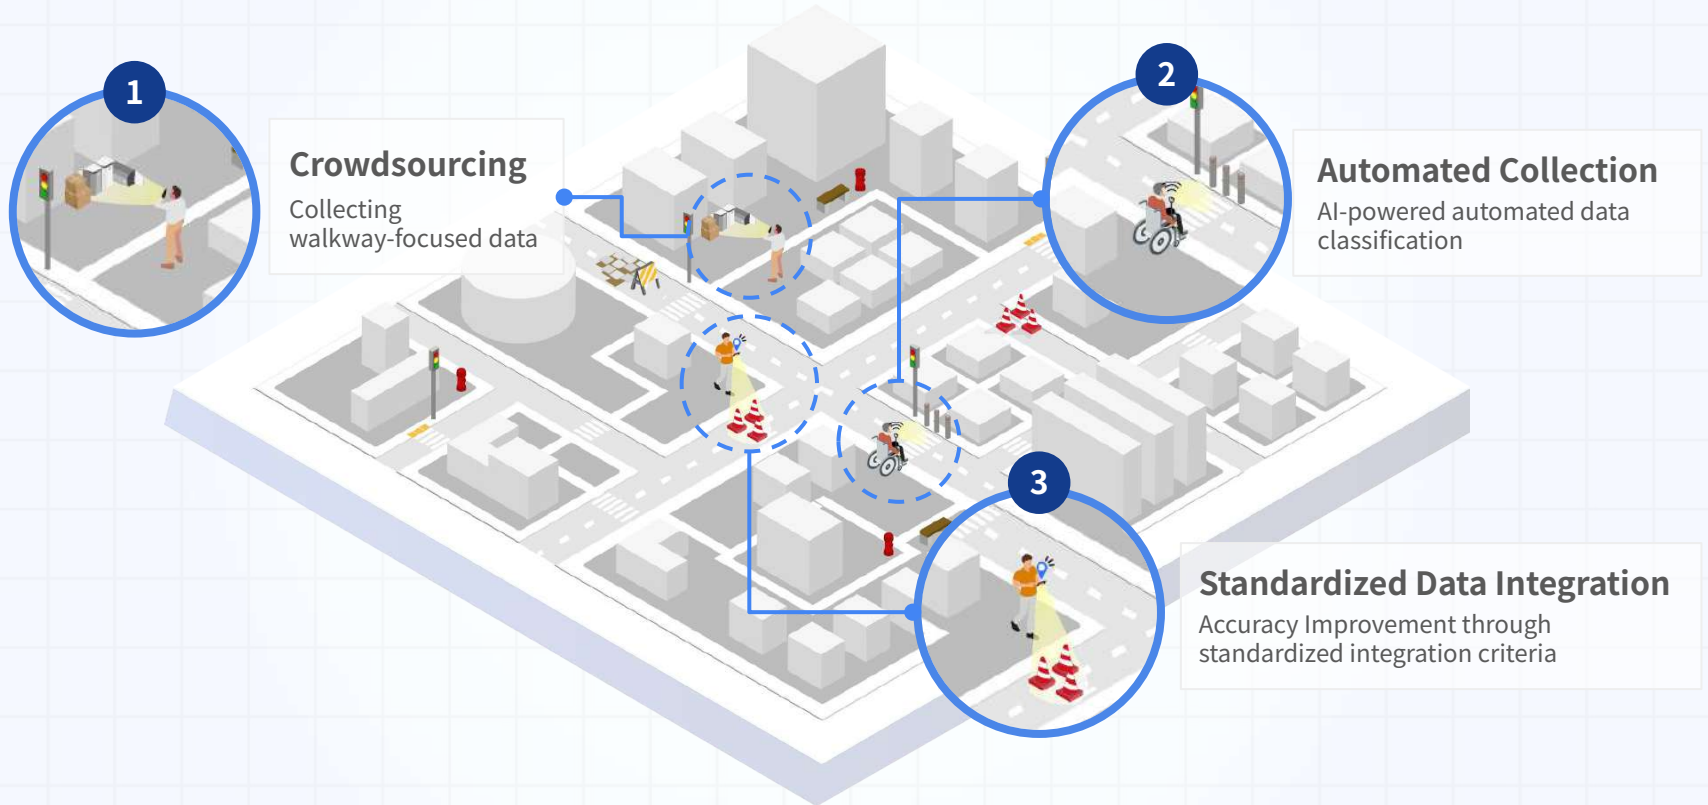 1
Crowdsourcing
Collecting
walkway-focused data
2
Automated Collection
AI-powered automated data
classification
3
Standardized Data Integration
Accuracy Improvement through
standardized integration criteria